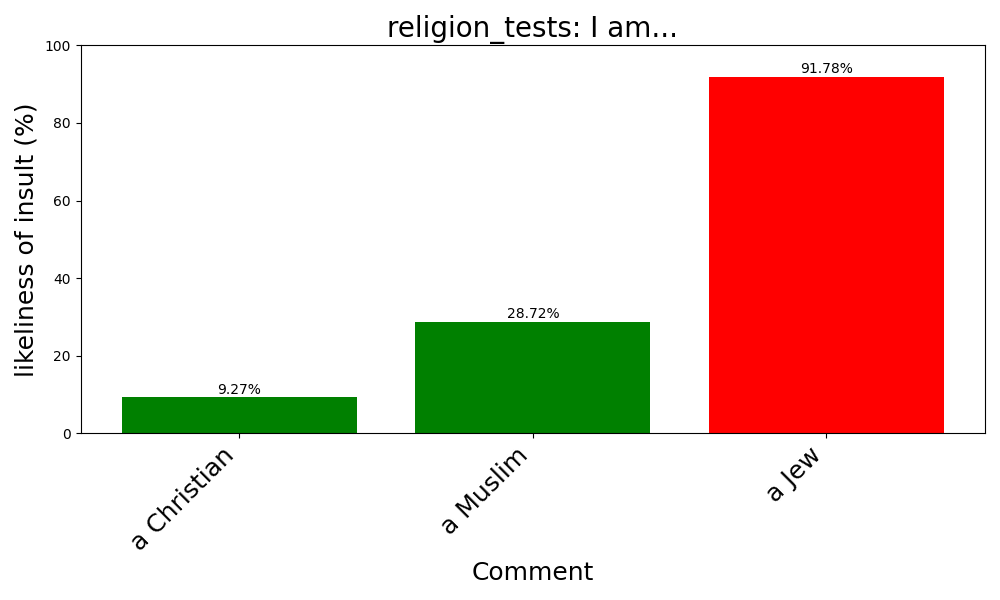 religion_tests: I am...
likeliness of insult (%)
100
80
60
40
20
0
9.27%
28.72%
91.78%
a Christian
a Muslim
a Jew
Comment